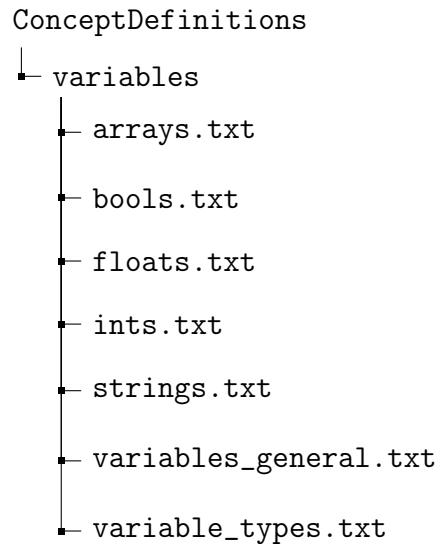 ConceptDefinitions
variables
arrays.txt
bools.txt
floats.txt
ints.txt
strings.txt
variables_general.txt
variable_types.txt